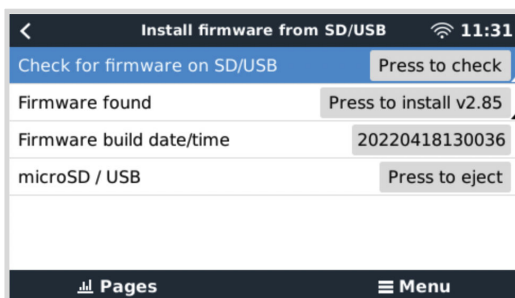 Install firmware from SD/USB 11:31
Check for firmware on SD/USB Press to check
Firmware found Press to install v2.85
Firmware build date/time 20220418130036
microSD / USB Press to eject
Pages Menu